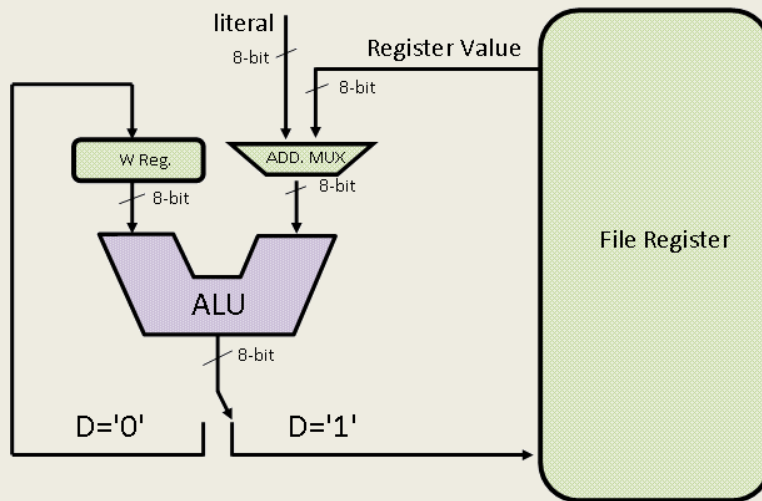 literal
8-bit
Register Value
8-bit
W Reg.
ADD. MUX
8-bit
8-bit
File Register
ALU
8-bit
D='0'
D='1'